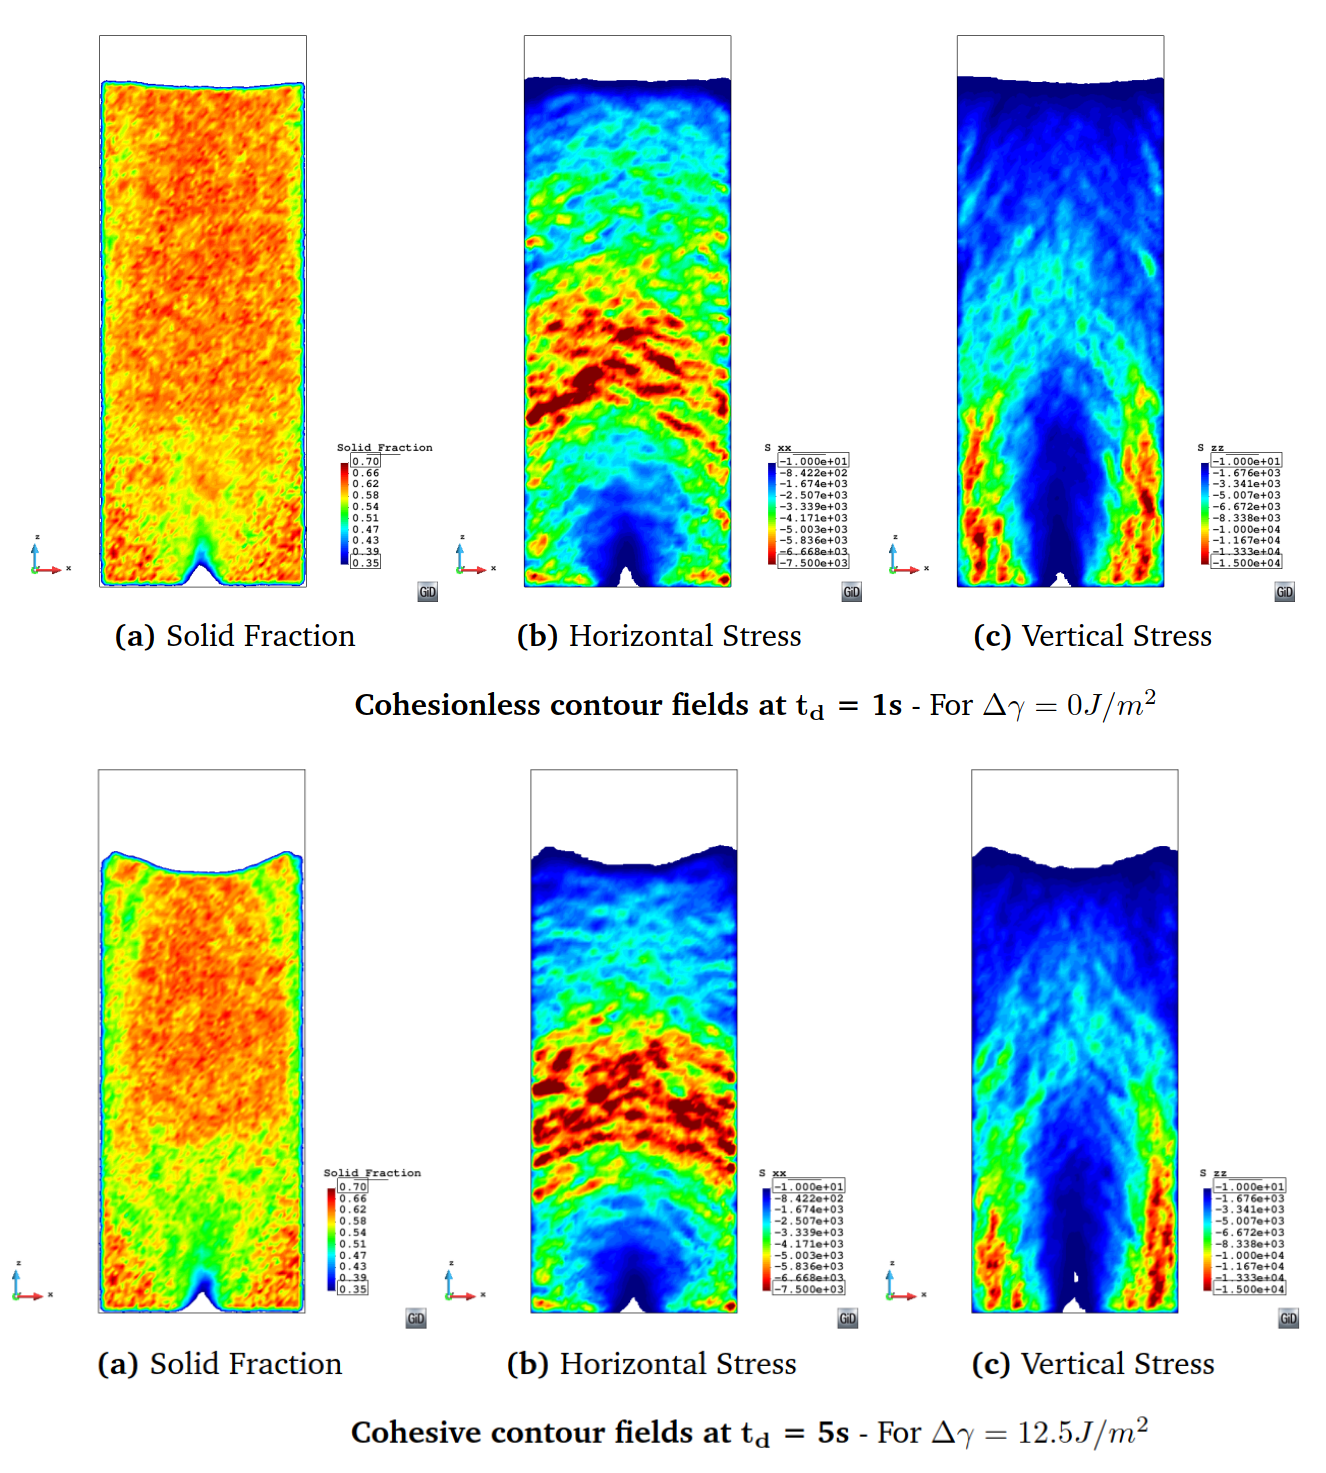 Solid Fraction
0.70
0.66
0.62
0.58
0.54
0.51
0.47
0.43
0.39
0.35
z
x
GiD
S xx
-1.000e+01
-8.422e+02
-1.674e+03
-2.507e+03
-3.339e+03
-4.171e+03
-5.003e+03
-5.836e+03
-6.668e+03
-7.500e+03
z
x
GiD
S zz
-1.000e+01
-1.676e+03
-3.341e+03
-5.007e+03
-6.672e+03
-8.338e+03
-1.000e+04
-1.167e+04
-1.333e+04
-1.500e+04
z
x
GiD
(a) Solid Fraction
(b) Horizontal Stress
(c) Vertical Stress
Cohesionless contour fields at t_d = 1s - For Δγ = 0J/m²
Solid Fraction
0.70
0.66
0.62
0.58
0.54
0.51
0.47
0.43
0.39
0.35
z
x
GiD
S xx
-1.000e+01
-8.422e+02
-1.674e+03
-2.507e+03
-3.339e+03
-4.171e+03
-5.003e+03
-5.836e+03
-6.668e+03
-7.500e+03
z
x
GiD
S zz
-1.000e+01
-1.676e+03
-3.341e+03
-5.007e+03
-6.672e+03
-8.338e+03
-1.000e+04
-1.167e+04
-1.333e+04
-1.500e+04
z
x
GiD
(a) Solid Fraction
(b) Horizontal Stress
(c) Vertical Stress
Cohesive contour fields at t_d = 5s - For Δγ = 12.5J/m²